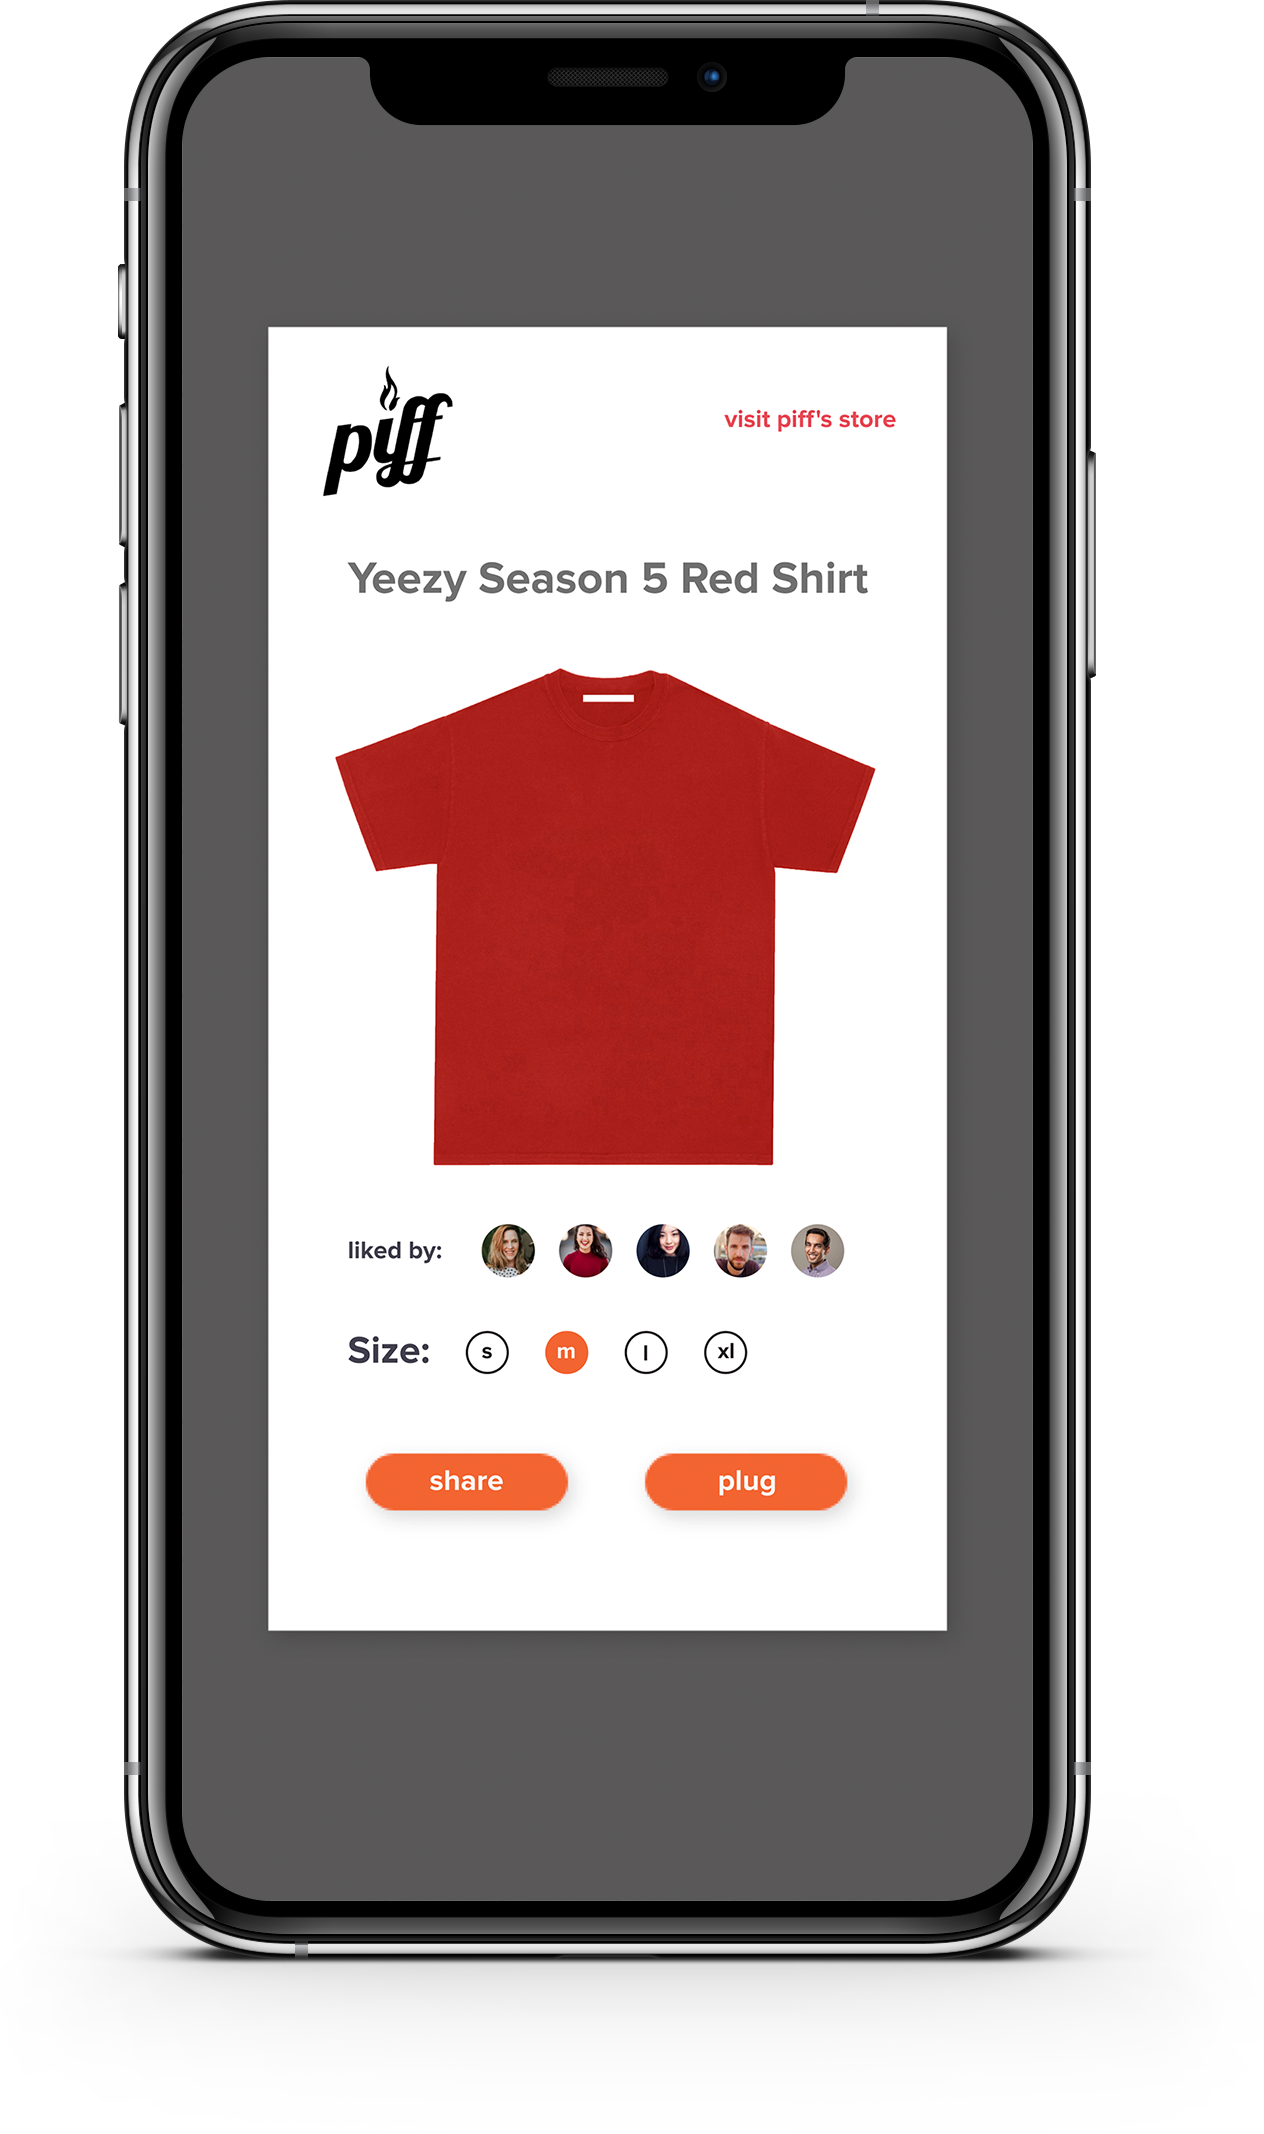 piff
visit piff's store
Yeezy Season 5 Red Shirt
liked by:
Size: s m l xl
share plug